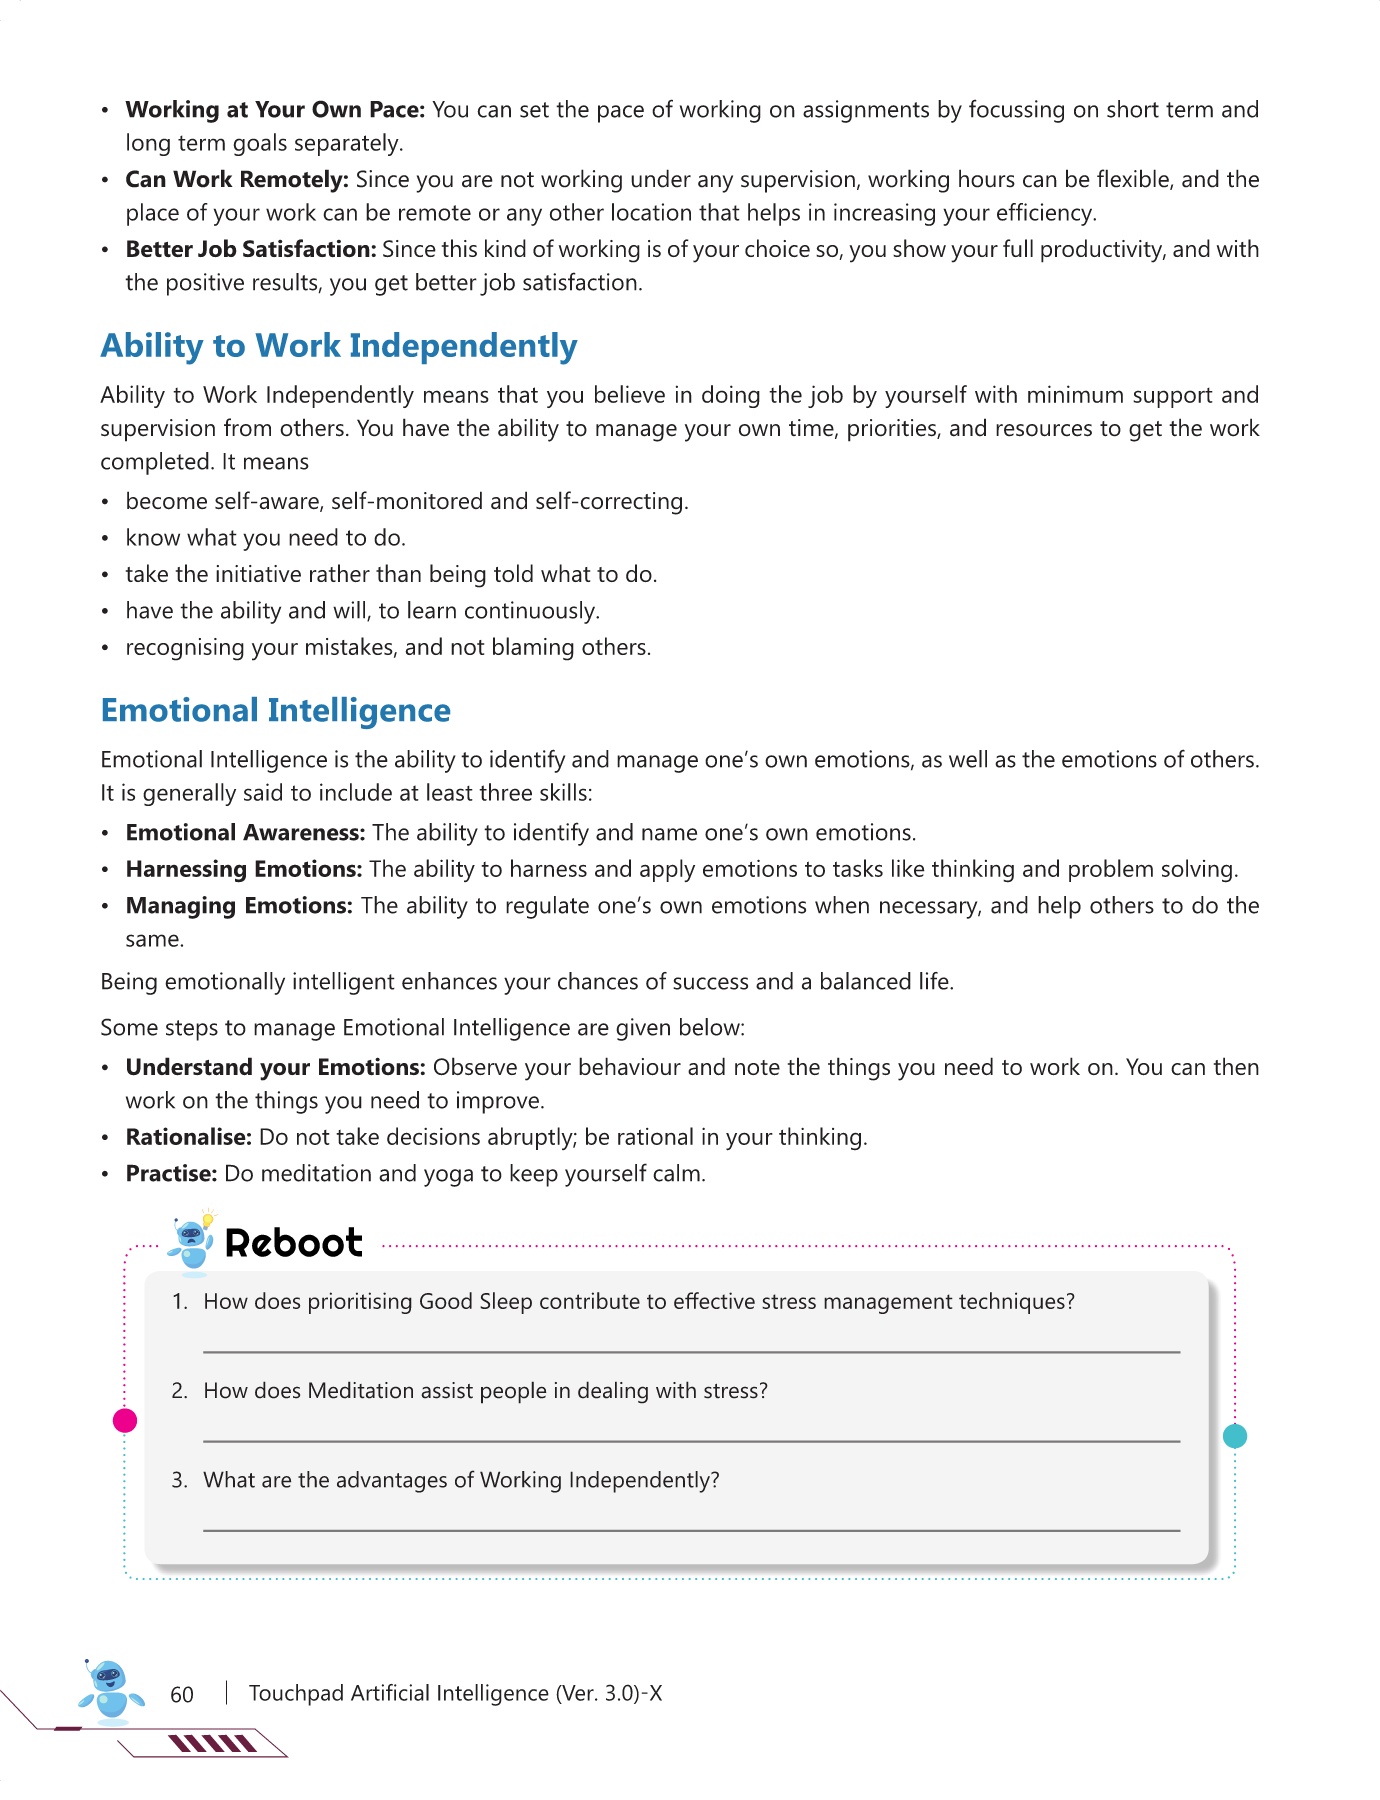 • Working at Your Own Pace: You can set the pace of working on assignments by focussing on short term and
long term goals separately.
• Can Work Remotely: Since you are not working under any supervision, working hours can be flexible, and the
place of your work can be remote or any other location that helps in increasing your efficiency.
• Better Job Satisfaction: Since this kind of working is of your choice so, you show your full productivity, and with
the positive results, you get better job satisfaction.
Ability to Work Independently
Ability to Work Independently means that you believe in doing the job by yourself with minimum support and
supervision from others. You have the ability to manage your own time, priorities, and resources to get the work
completed. It means
• become self-aware, self-monitored and self-correcting.
• know what you need to do.
• take the initiative rather than being told what to do.
• have the ability and will, to learn continuously.
• recognising your mistakes, and not blaming others.
Emotional Intelligence
Emotional Intelligence is the ability to identify and manage one’s own emotions, as well as the emotions of others.
It is generally said to include at least three skills:
• Emotional Awareness: The ability to identify and name one’s own emotions.
• Harnessing Emotions: The ability to harness and apply emotions to tasks like thinking and problem solving.
• Managing Emotions: The ability to regulate one’s own emotions when necessary, and help others to do the
same.
Being emotionally intelligent enhances your chances of success and a balanced life.
Some steps to manage Emotional Intelligence are given below:
• Understand your Emotions: Observe your behaviour and note the things you need to work on. You can then
work on the things you need to improve.
• Rationalise: Do not take decisions abruptly; be rational in your thinking.
• Practise: Do meditation and yoga to keep yourself calm.
Reboot
1. How does prioritising Good Sleep contribute to effective stress management techniques?
2. How does Meditation assist people in dealing with stress?
3. What are the advantages of Working Independently?
60 | Touchpad Artificial Intelligence (Ver. 3.0)-X